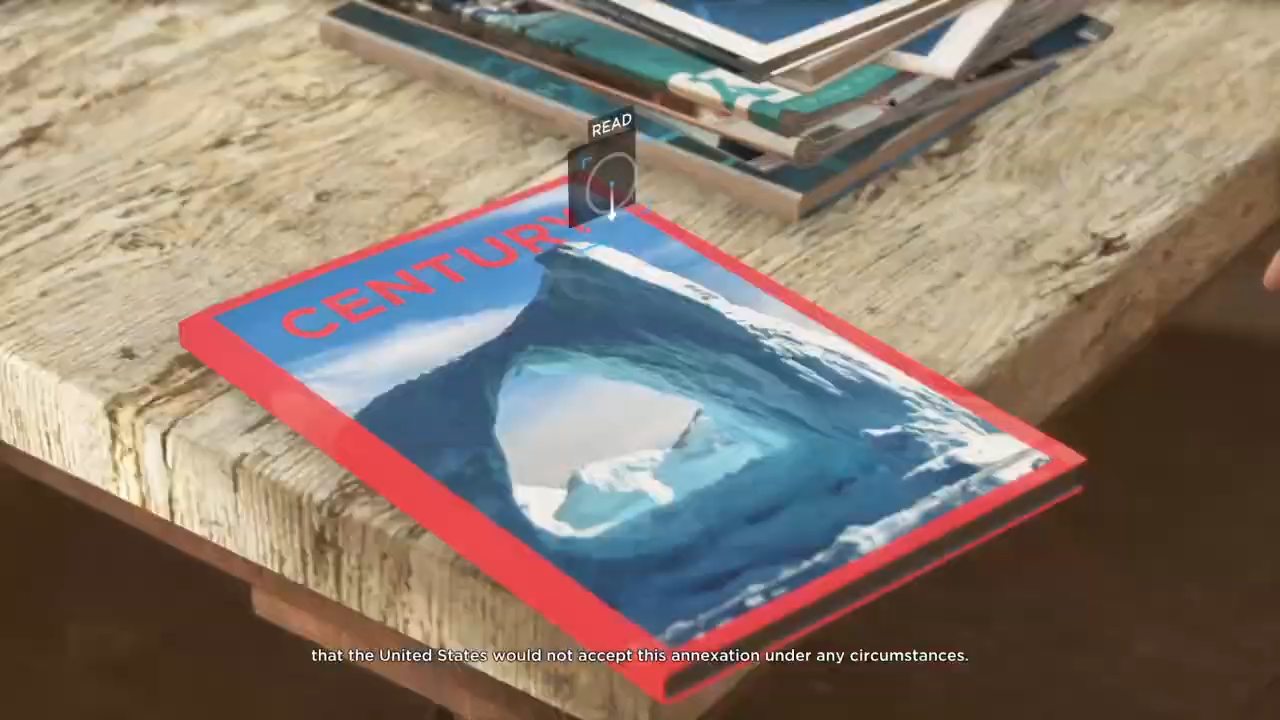 READ
CENTURY
that the United States would not accept this annexation under any circumstances.